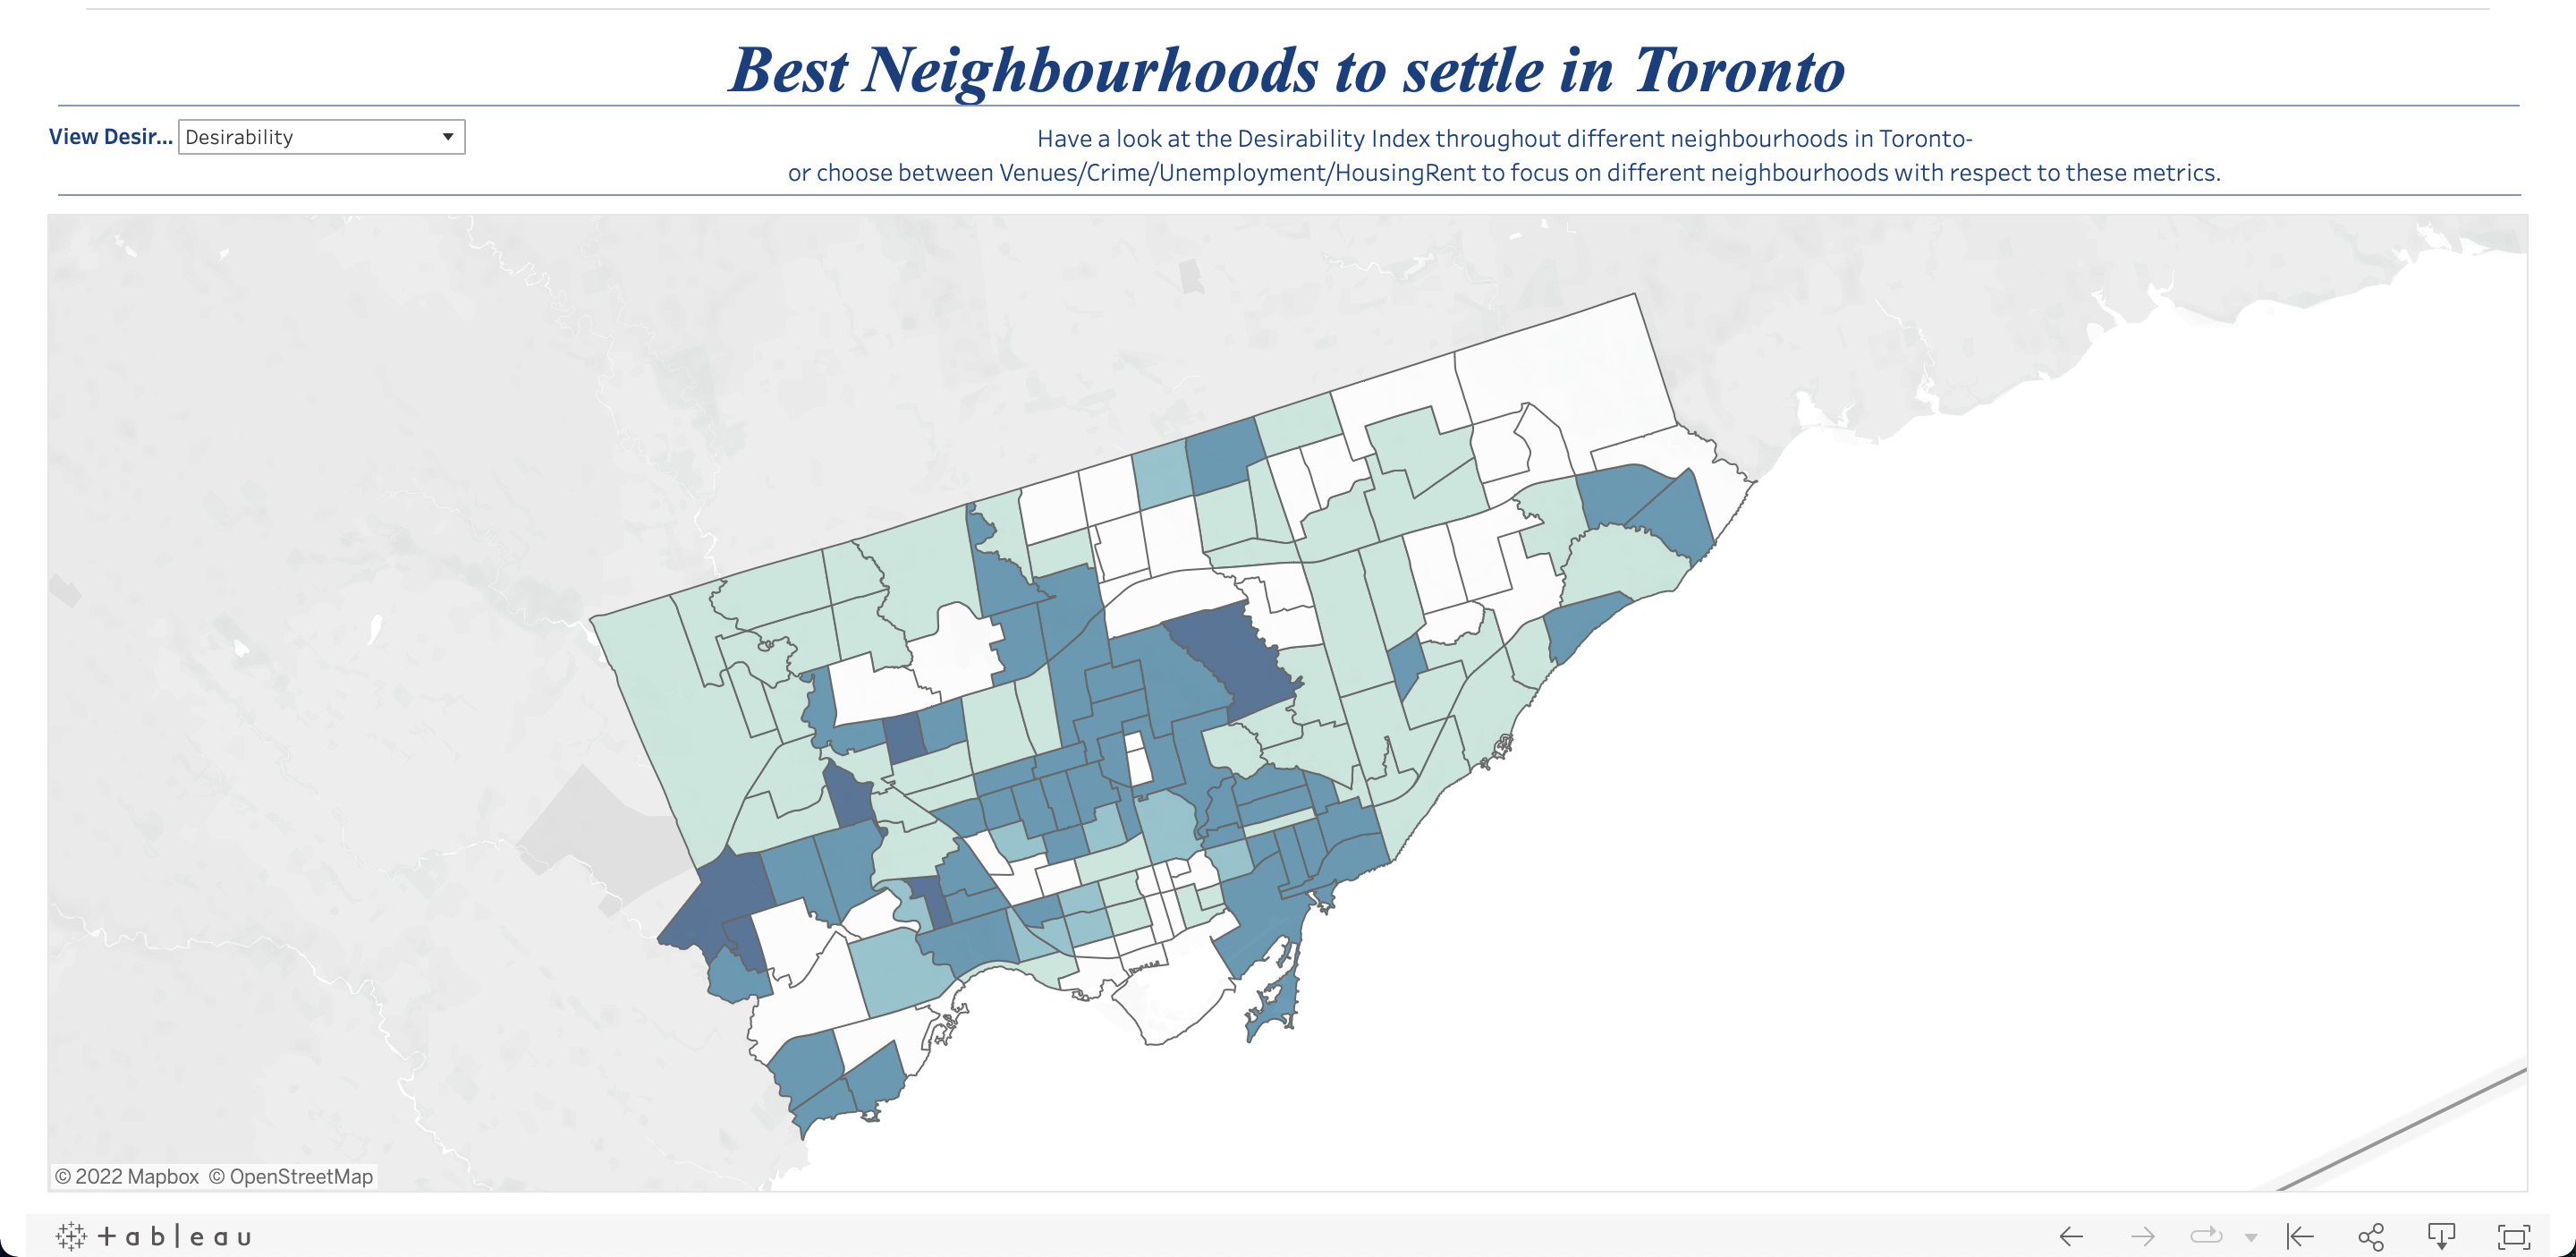 Best Neighbourhoods to settle in Toronto
View Desir... Desirability
Have a look at the Desirability Index throughout different neighbourhoods in Toronto-
or choose between Venues/Crime/Unemployment/HousingRent to focus on different neighbourhoods with respect to these metrics.
© 2022 Mapbox © OpenStreetMap
+ableau